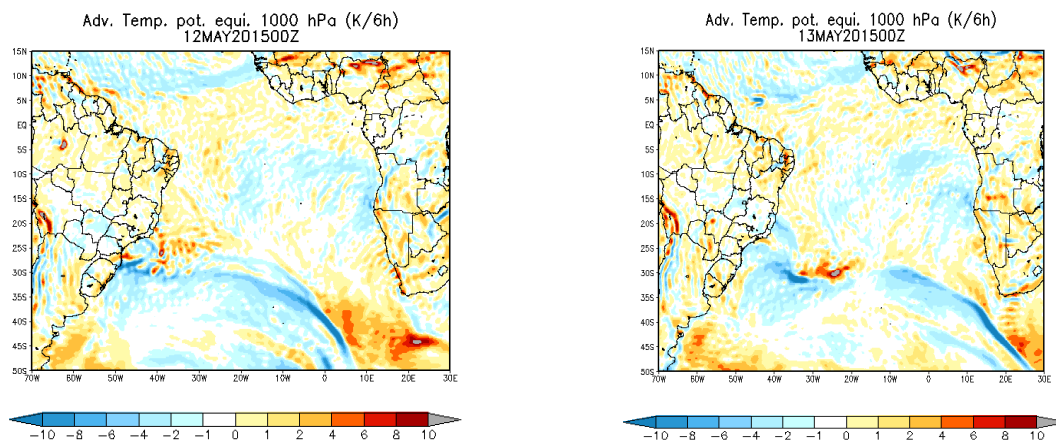 Adv. Temp. pot. equi. 1000 hPa (K/6h)
12MAY201500Z
15N
10N
5N
EQ
5S
10S
15S
20S
25S
30S
35S
40S
45S
50S
70W 60W 50W 40W 30W 20W 10W 0 10E 20E 30E
-10 -8 -6 -4 -2 -1 0 1 2 4 6 8 10
Adv. Temp. pot. equi. 1000 hPa (K/6h)
13MAY201500Z
15N
10N
5N
EQ
5S
10S
15S
20S
25S
30S
35S
40S
45S
50S
70W 60W 50W 40W 30W 20W 10W 0 10E 20E 30E
-10 -8 -6 -4 -2 -1 0 1 2 4 6 8 10